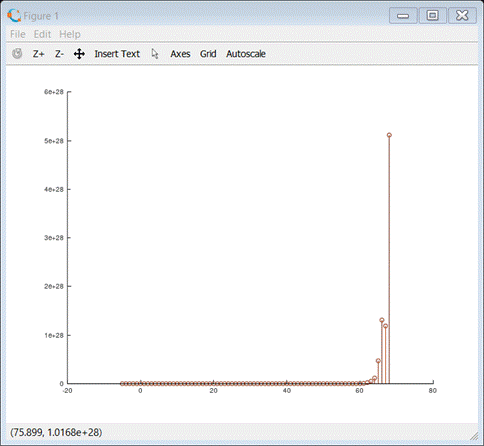 Figure 1
File Edit Help
Z+ Z- Insert Text Axes Grid Autoscale
6e+28
5e+28
4e+28
3e+28
2e+28
1e+28
0
-20 0 20 40 60 80
(75.899, 1.0168e+28)